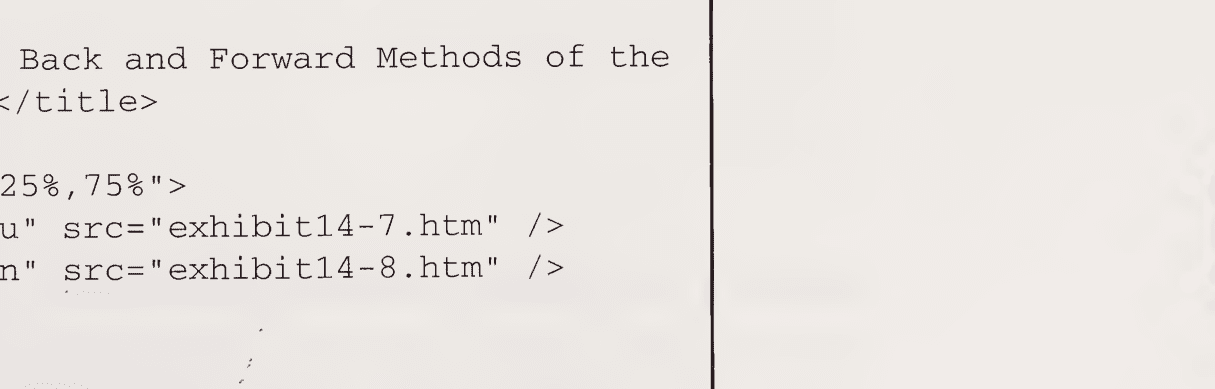 Back and Forward Methods of the
</title>
25%,75%">
u" src="exhibit14-7.htm" />
n" src="exhibit14-8.htm" />